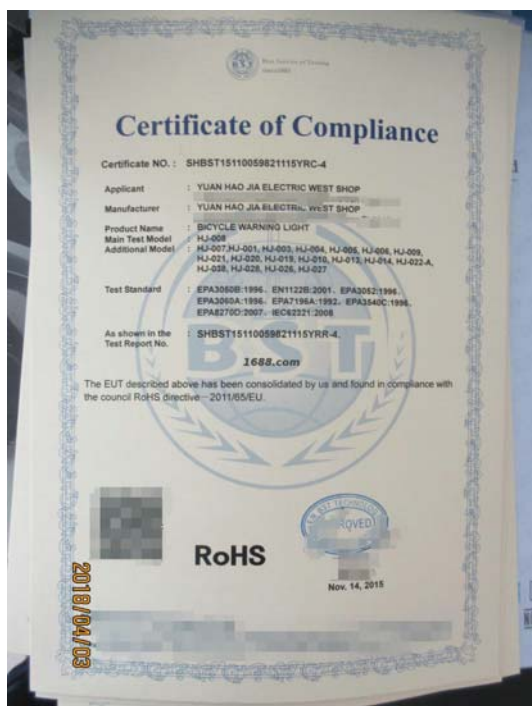 BST
Certificate of Compliance
Certificate NO. : SHBST15110059821115YRC-4
Applicant : YUAN HAO JIA ELECTRIC WEST SHOP
Manufacturer : YUAN HAO JIA ELECTRIC WEST SHOP
Product Name : BICYCLE WARNING LIGHT
Main Test Model : HJ-008
Additional Model : HJ-007,HJ-001, HJ-003, HJ-004, HJ-005, HJ-006, HJ-009,
HJ-021, HJ-020, HJ-019, HJ-010, HJ-013, HJ-014, HJ-022-A,
HJ-038, HJ-028, HJ-026, HJ-027
Test Standard : EPA3050B:1996, EN1122B:2001, EPA3052:1996,
EPA3060A:1996, EPA7196A:1992, EPA3540C:1996,
EPA8270D:2007, IEC62321:2008
As shown in the : SHBST15110059821115YRR-4.
Test Report No.
BST
1688.com
The EUT described above has been consolidated by us and found in compliance with
the council RoHS directive—2011/65/EU.
BST TECHNOLO
ROVED
RoHS
Nov. 14, 2015
2018/04/03